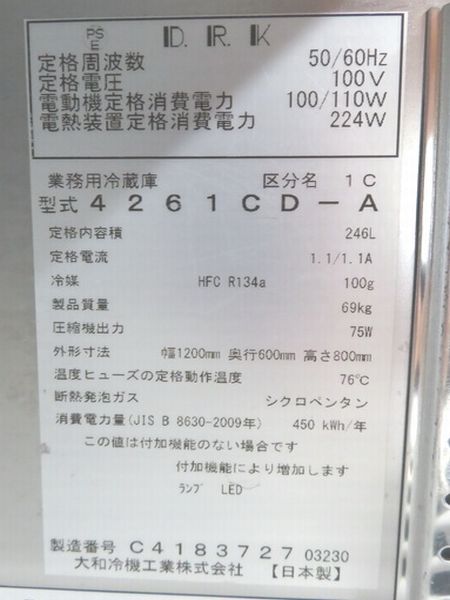 PS
E
D.R.K
定格周波数 50/60Hz
定格電圧 100V
電動機定格消費電力 100/110W
電熱装置定格消費電力 224W
業務用冷蔵庫 区分名 1C
型式 4261CD-A
定格内容積 246L
定格電流 1.1/1.1A
冷媒 HFC R134a 100g
製品質量 69kg
圧縮機出力 75W
外形寸法 幅1200mm 奥行600mm 高さ800mm
温度ヒューズの定格動作温度 76℃
断熱発泡ガス シクロペンタン
消費電力量(JIS B 8630-2009年) 450 kWh/年
この値は付加機能のない場合です
付加機能により増加します
ランプ LED
製造番号 C4183727 03230
大和冷機工業株式会社 【日本製】